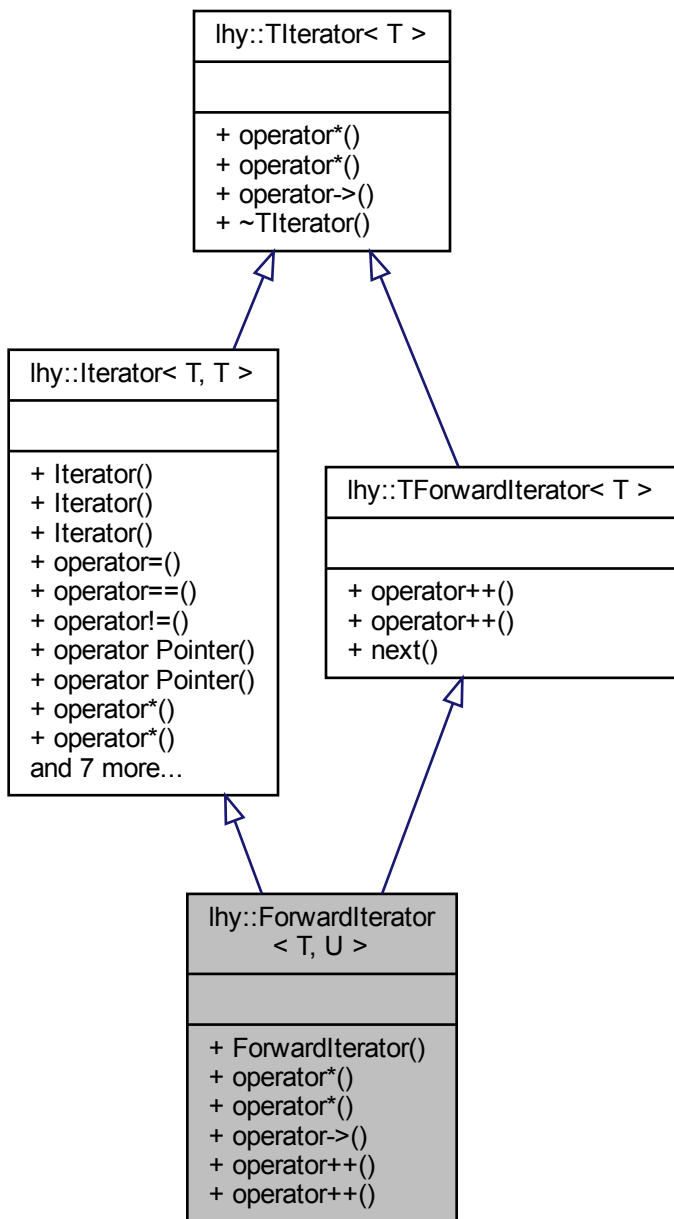 lhy::TIterator< T >
+ operator*()
+ operator*()
+ operator->()
+ ~TIterator()
lhy::Iterator< T, T >
+ Iterator()
+ Iterator()
+ Iterator()
+ operator=()
+ operator==()
+ operator!=()
+ operator Pointer()
+ operator Pointer()
+ operator*()
+ operator*()
and 7 more...
lhy::TForwardIterator< T >
+ operator++()
+ operator++()
+ next()
lhy::ForwardIterator
< T, U >
+ ForwardIterator()
+ operator*()
+ operator*()
+ operator->()
+ operator++()
+ operator++()